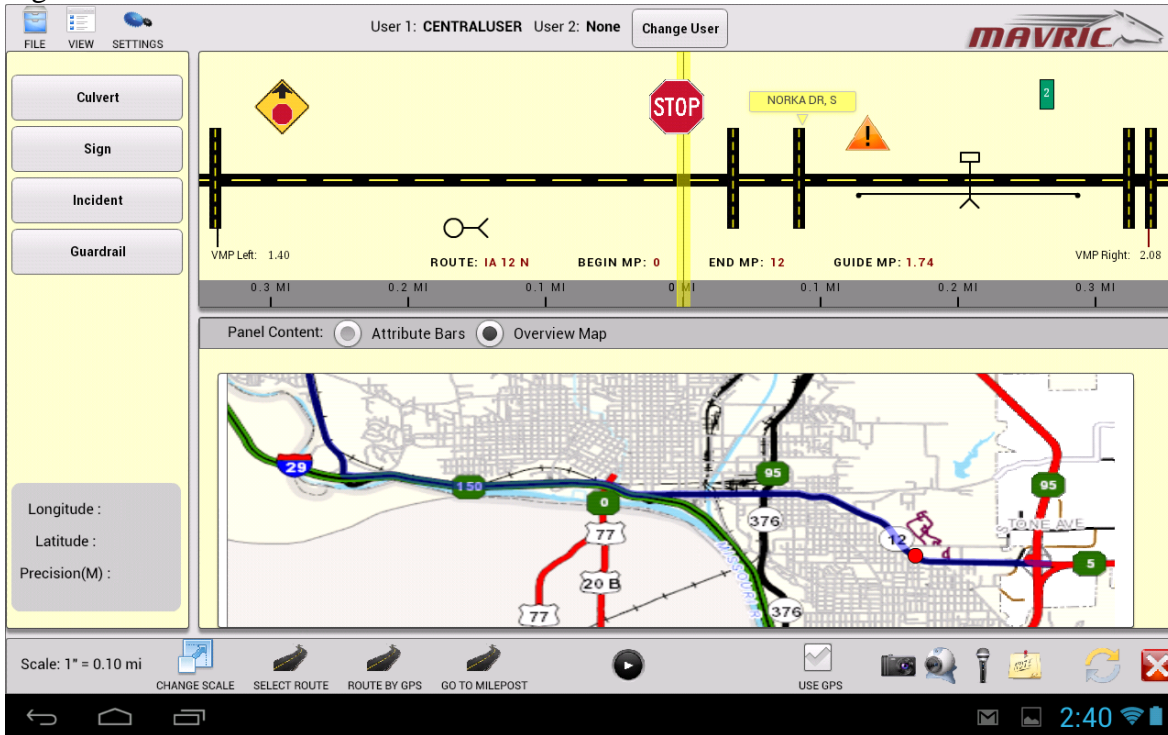 User 1: CENTRALUSER User 2: None
Change User
MAVRIC
FILE VIEW SETTINGS
Culvert
Sign
Incident
Guardrail
STOP
NORKA DR, S
2
!
VMP Left: 1.40
ROUTE: IA 12 N BEGIN MP: 0 END MP: 12 GUIDE MP: 1.74
VMP Right: 2.08
0.3 MI 0.2 MI 0.1 MI 0 MI 0.1 MI 0.2 MI 0.3 MI
Panel Content: Attribute Bars Overview Map
29
150
0
77
20 B
77
95
376
376
12
95
TONE AVE
5
Longitude :
Latitude :
Precision(M) :
Scale: 1" = 0.10 mi
CHANGE SCALE SELECT ROUTE ROUTE BY GPS GO TO MILEPOST
USE GPS
NOTE
2:40